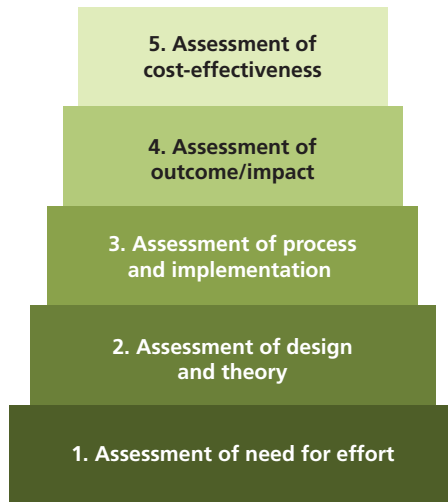 5. Assessment of
cost-effectiveness
4. Assessment of
outcome/impact
3. Assessment of process
and implementation
2. Assessment of design
and theory
1. Assessment of need for effort